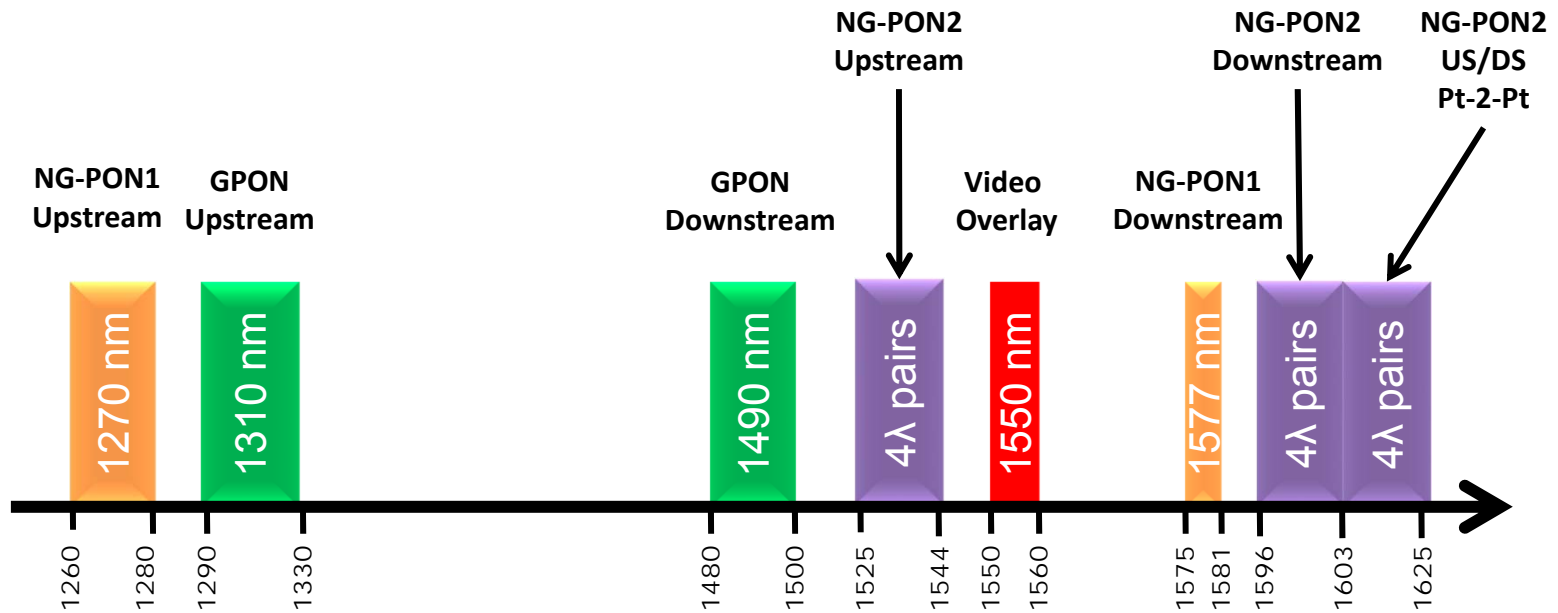 NG-PON2
Upstream
NG-PON2
Downstream
NG-PON2
US/DS
Pt-2-Pt
NG-PON1
Upstream
GPON
Upstream
GPON
Downstream
Video
Overlay
NG-PON1
Downstream
1270 nm
1310 nm
1490 nm
4λ pairs
1550 nm
1577 nm
4λ pairs
4λ pairs
1260
1280
1290
1330
1480
1500
1525
1544
1550
1560
1575
1581
1596
1603
1625